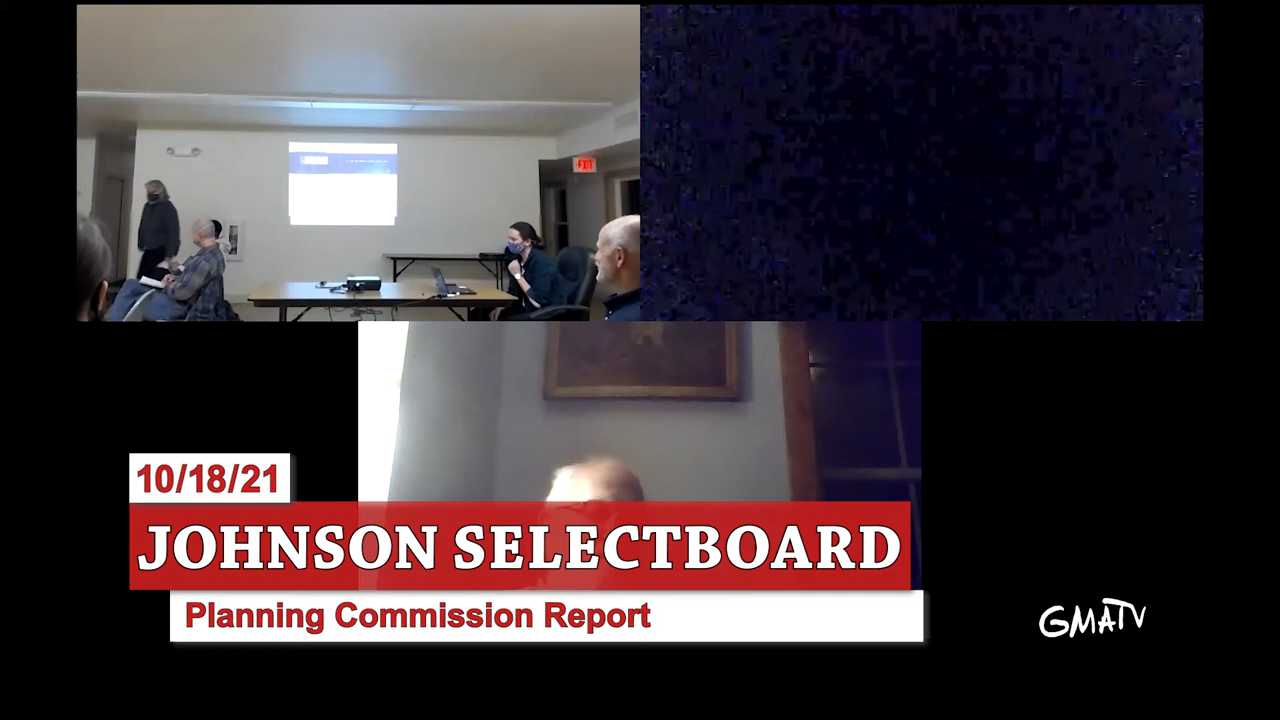 EXIT
10/18/21
JOHNSON SELECTBOARD
Planning Commission Report
GMATV